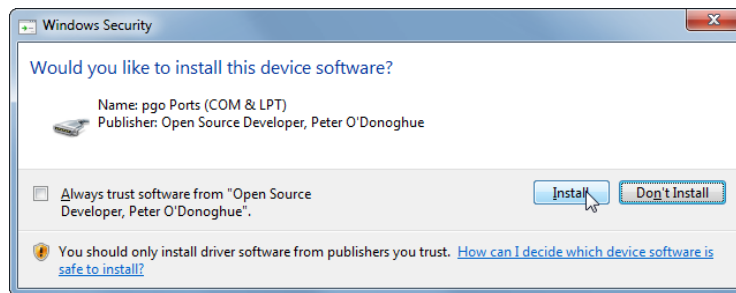 Windows Security
Would you like to install this device software?
Name: pgo Ports (COM & LPT)
Publisher: Open Source Developer, Peter O'Donoghue
Always trust software from "Open Source
Developer, Peter O'Donoghue".
Install
Don't Install
You should only install driver software from publishers you trust. How can I decide which device software is
safe to install?